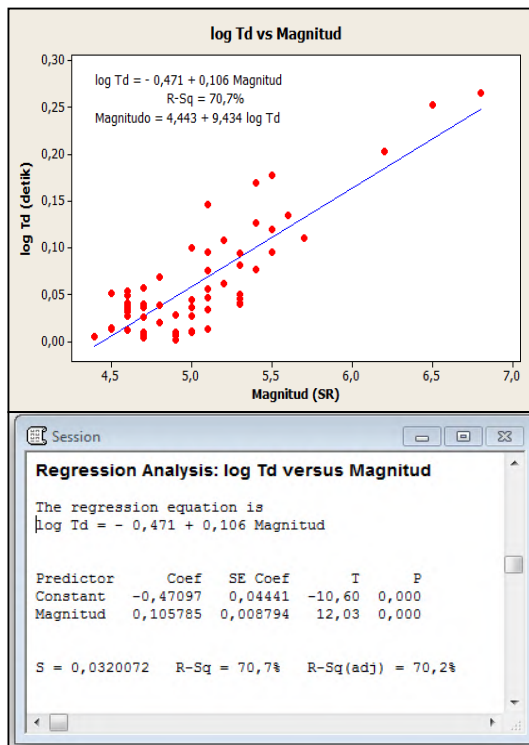 log Td vs Magnitud
0,30
log Td = - 0,471 + 0,106 Magnitud
R-Sq = 70,7%
Magnitudo = 4,443 + 9,434 log Td
0,25
0,20
0,15
0,10
0,05
0,00
log Td (detik)
4,5 5,0 5,5 6,0 6,5 7,0
Magnitud (SR)
Session
Regression Analysis: log Td versus Magnitud
The regression equation is
log Td = - 0,471 + 0,106 Magnitud
Predictor Coef SE Coef T P
Constant -0,47097 0,04441 -10,60 0,000
Magnitud 0,105785 0,008794 12,03 0,000
S = 0,0320072 R-Sq = 70,7% R-Sq(adj) = 70,2%